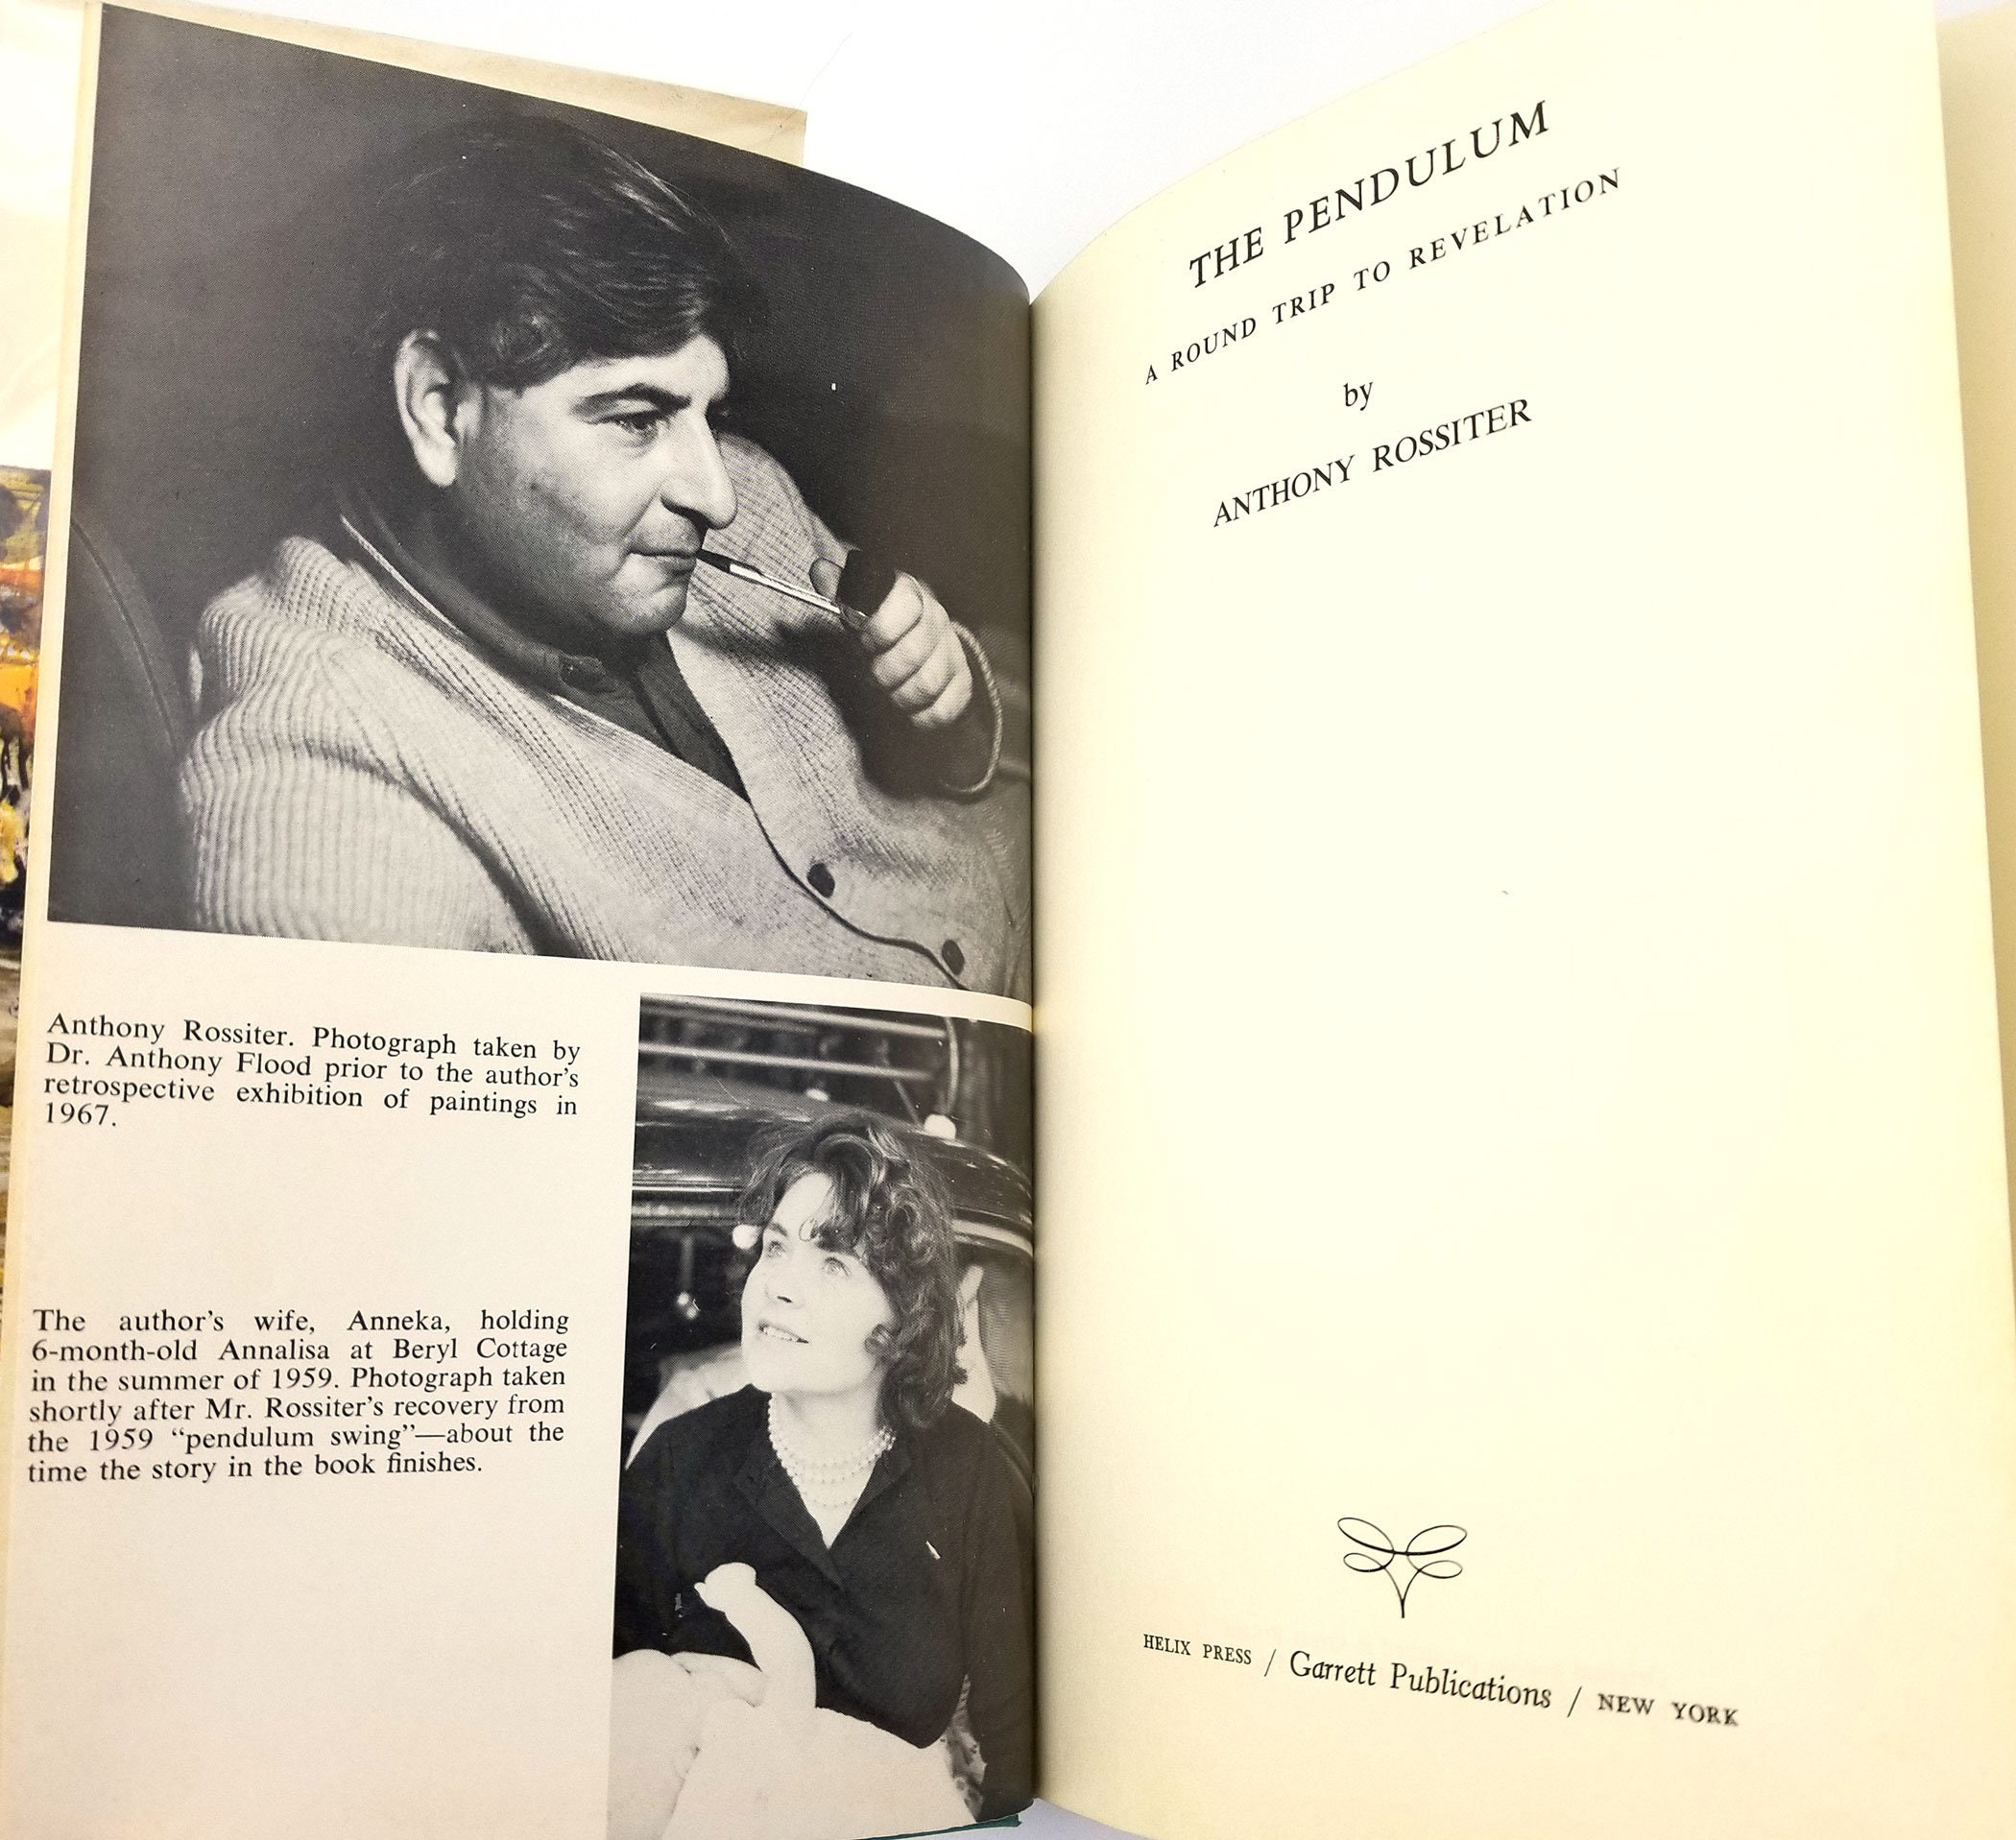 Anthony Rossiter. Photograph taken by
Dr. Anthony Flood prior to the author's
retrospective exhibition of paintings in
1967.
The author's wife, Anneka, holding
6-month-old Annalisa at Beryl Cottage
in the summer of 1959. Photograph taken
shortly after Mr. Rossiter's recovery from
the 1959 “pendulum swing”—about the
time the story in the book finishes.
THE PENDULUM
A ROUND TRIP TO REVELATION
by
ANTHONY ROSSITER
HELIX PRESS / Garrett Publications / NEW YORK